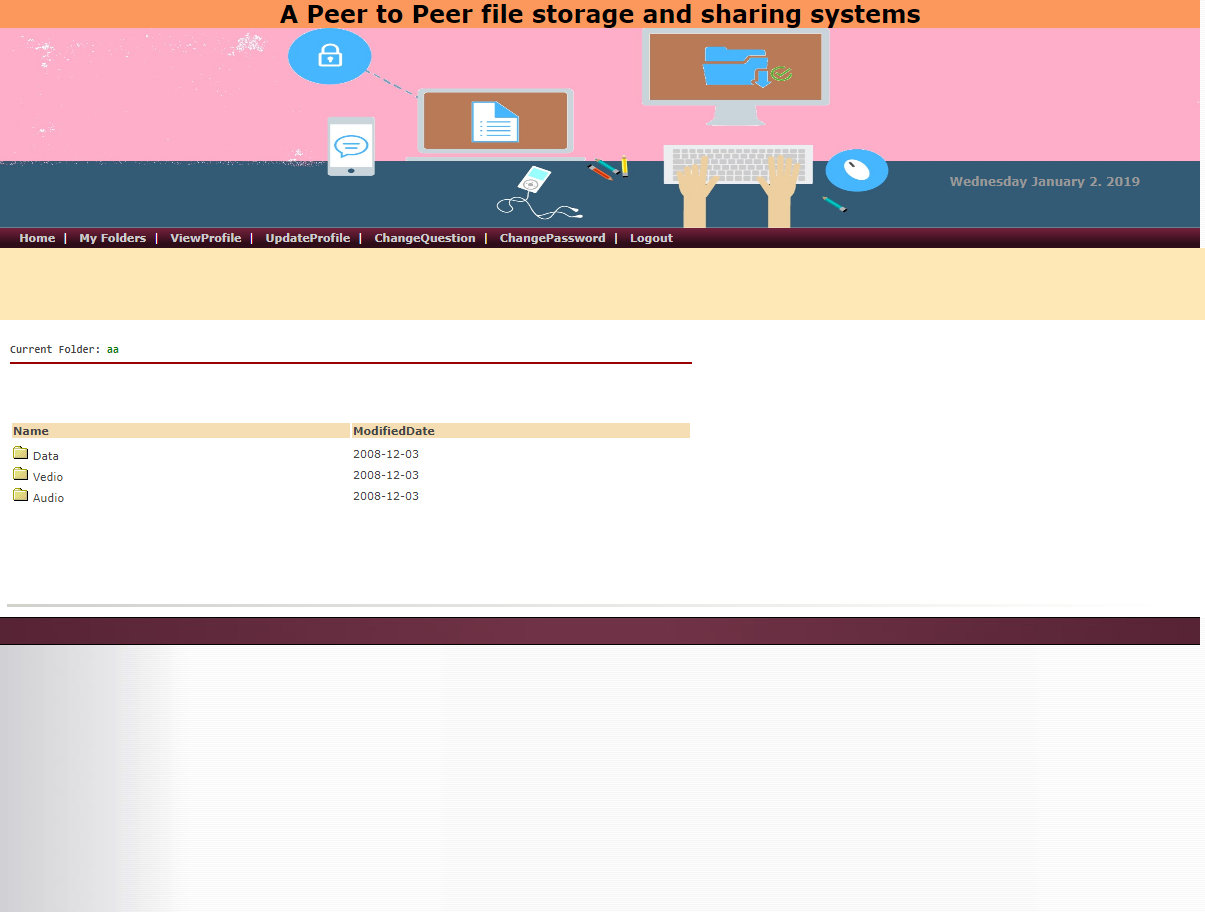 A Peer to Peer file storage and sharing systems
Wednesday January 2. 2019
Home | My Folders | ViewProfile | UpdateProfile | ChangeQuestion | ChangePassword | Logout
Current Folder: aa
Name ModifiedDate
Data 2008-12-03
Vedio 2008-12-03
Audio 2008-12-03